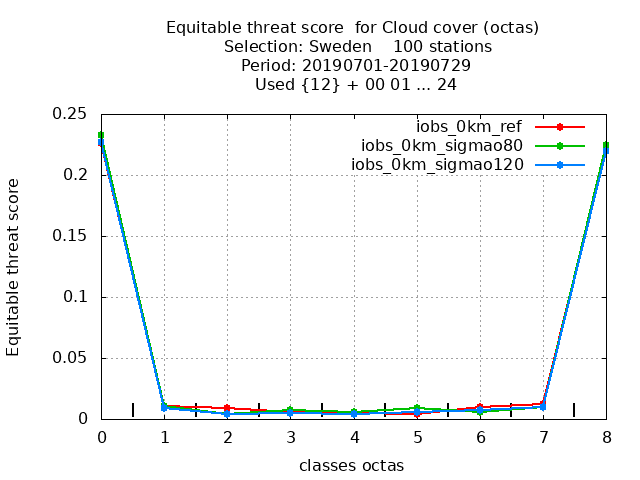 Equitable threat score  for Cloud cover (octas)
Selection: Sweden    100 stations
Period: 20190701-20190729
Used {12} + 00 01 ... 24
iobs_0km_ref
iobs_0km_sigmao80
iobs_0km_sigmao120
Equitable threat score
0.25
0.2
0.15
0.1
0.05
0
0 1 2 3 4 5 6 7 8
classes octas